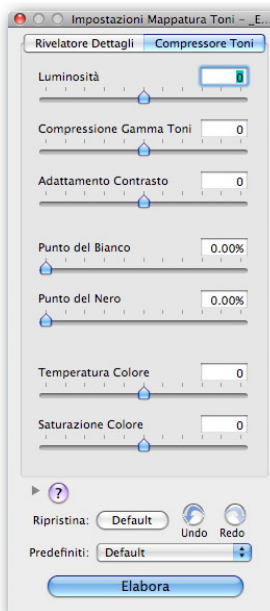 Impostazioni Mappatura Toni – _E...
Rivelatore Dettagli Compressore Toni
Luminosità 0
Compressione Gamma Toni 0
Adattamento Contrasto 0
Punto del Bianco 0.00%
Punto del Nero 0.00%
Temperatura Colore 0
Saturazione Colore 0
?
Ripristina: Default Undo Redo
Predefiniti: Default
Elabora